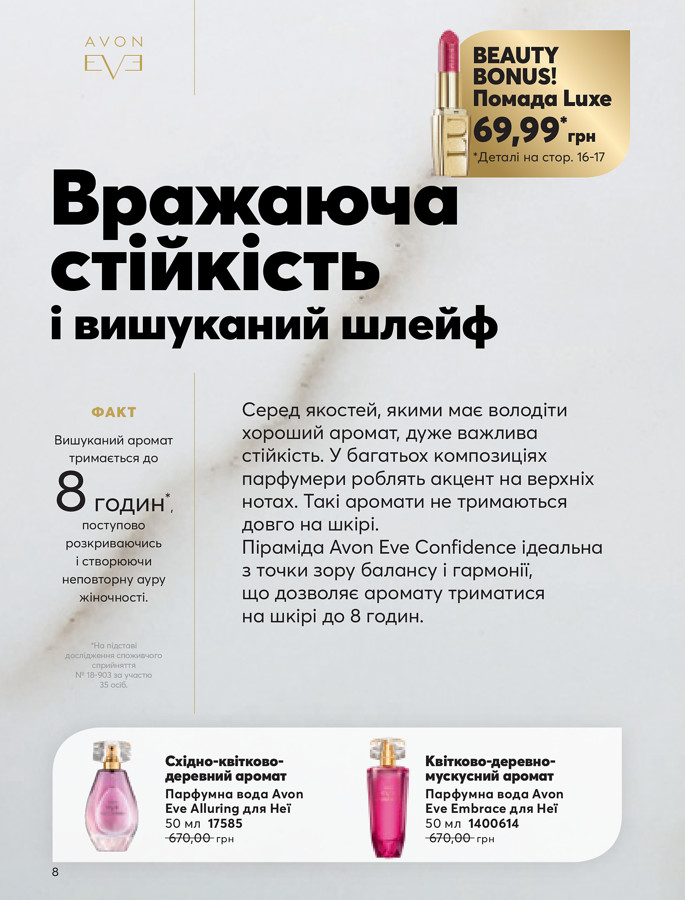 AVON
EVE
BEAUTY
BONUS!
Помада Luxe
69,99* грн
*Деталі на стор. 16-17
Вражаюча
стійкість
і вишуканий шлейф
ФАКТ
Вишуканий аромат
тримається до
8 годин*,
поступово
розкриваючись
і створюючи
неповторну ауру
жіночності.
*На підставі
дослідження споживчого
сприйняття
№ 18-903 за участю
35 осіб.
Серед якостей, якими має володіти
хороший аромат, дуже важлива
стійкість. У багатьох композиціях
парфумери роблять акцент на верхніх
нотах. Такі аромати не тримаються
довго на шкірі.
Піраміда Avon Eve Confidence ідеальна
з точки зору балансу і гармонії,
що дозволяє аромату триматися
на шкірі до 8 годин.
Східно-квітково-
деревний аромат
Парфумна вода Avon
Eve Alluring для Неї
50 мл 17585
670,00 грн
Квітково-деревно-
мускусний аромат
Парфумна вода Avon
Eve Embrace для Неї
50 мл 1400614
670,00 грн
8